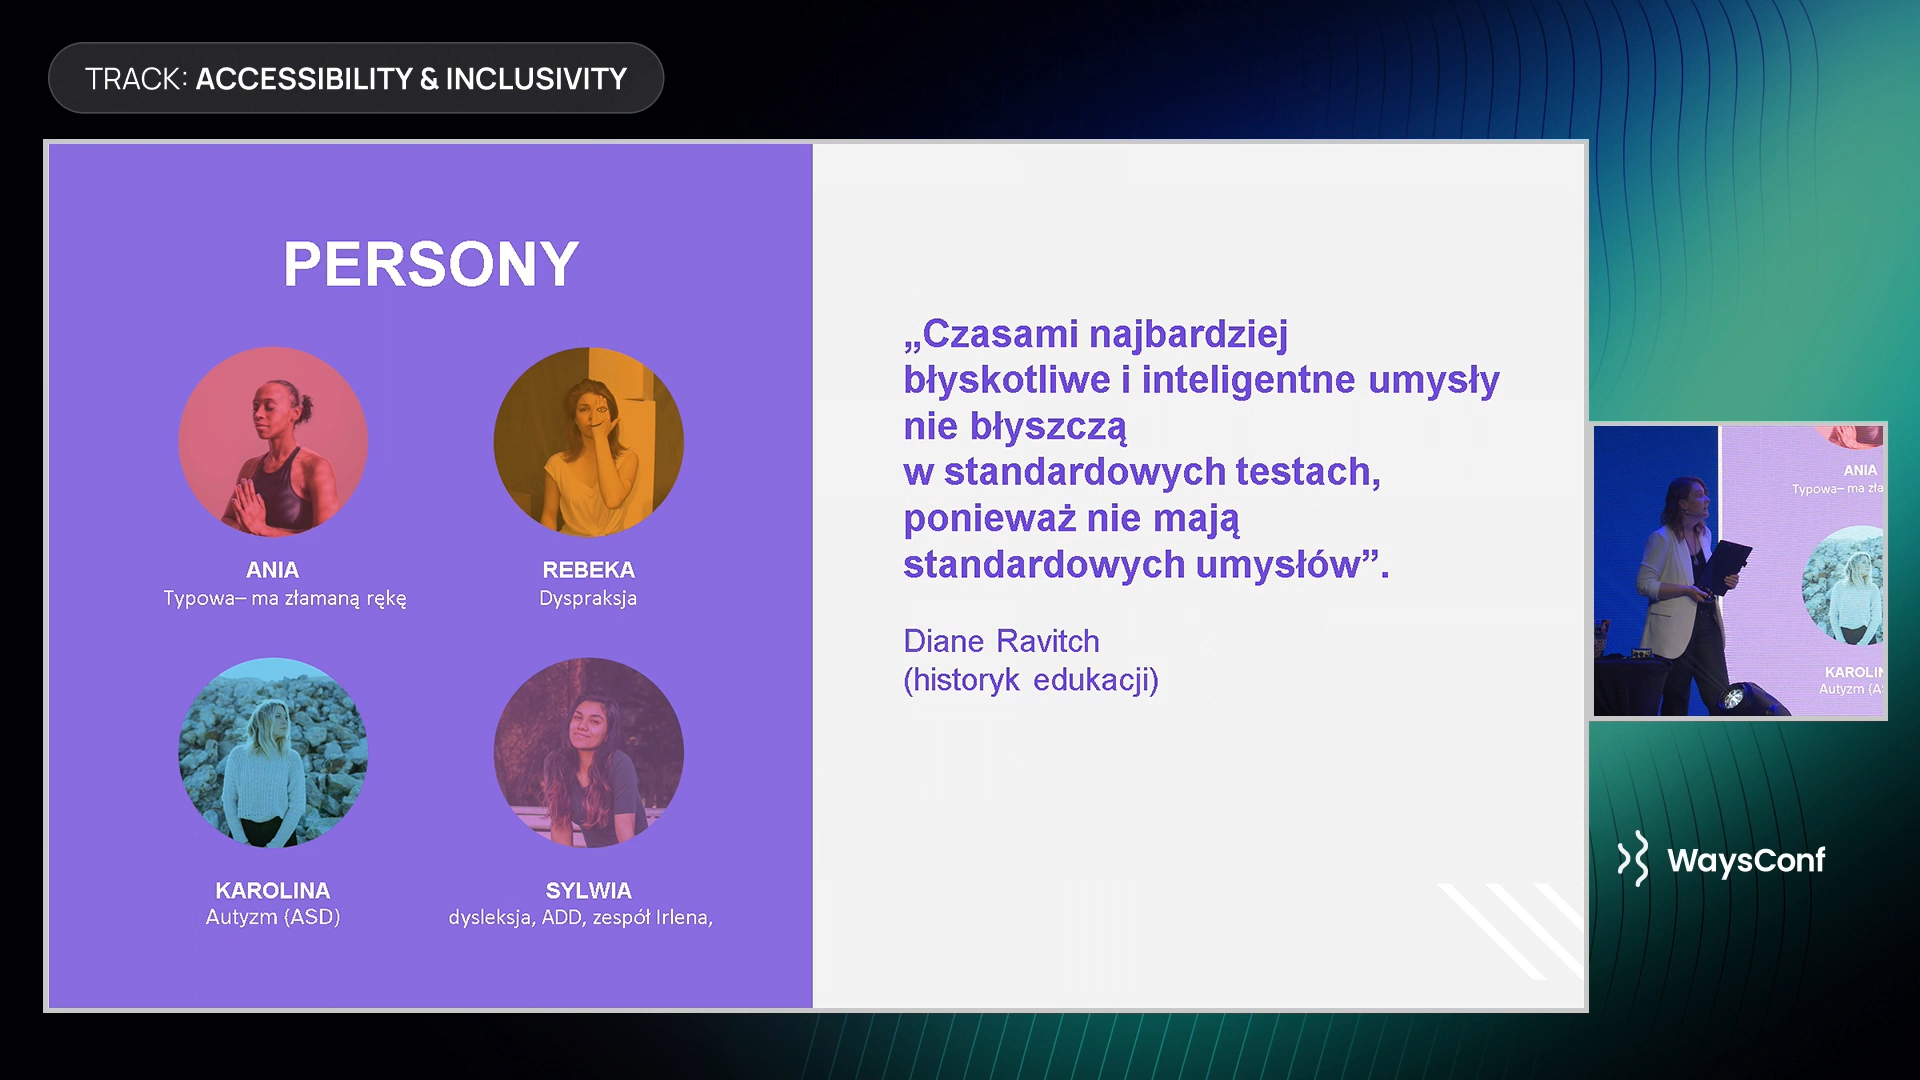 TRACK: ACCESSIBILITY & INCLUSIVITY
PERSONY
ANIA
Typowa– ma złamaną rękę
REBEKA
Dyspraksja
KAROLINA
Autyzm (ASD)
SYLWIA
dysleksja, ADD, zespół Irlena,
„Czasami najbardziej
błyskotliwe i inteligentne umysły
nie błyszczą
w standardowych testach,
ponieważ nie mają
standardowych umysłów”.
Diane Ravitch
(historyk edukacji)
ANIA
Typowa– ma zła
KAROLIN
Autyzm (A
WaysConf